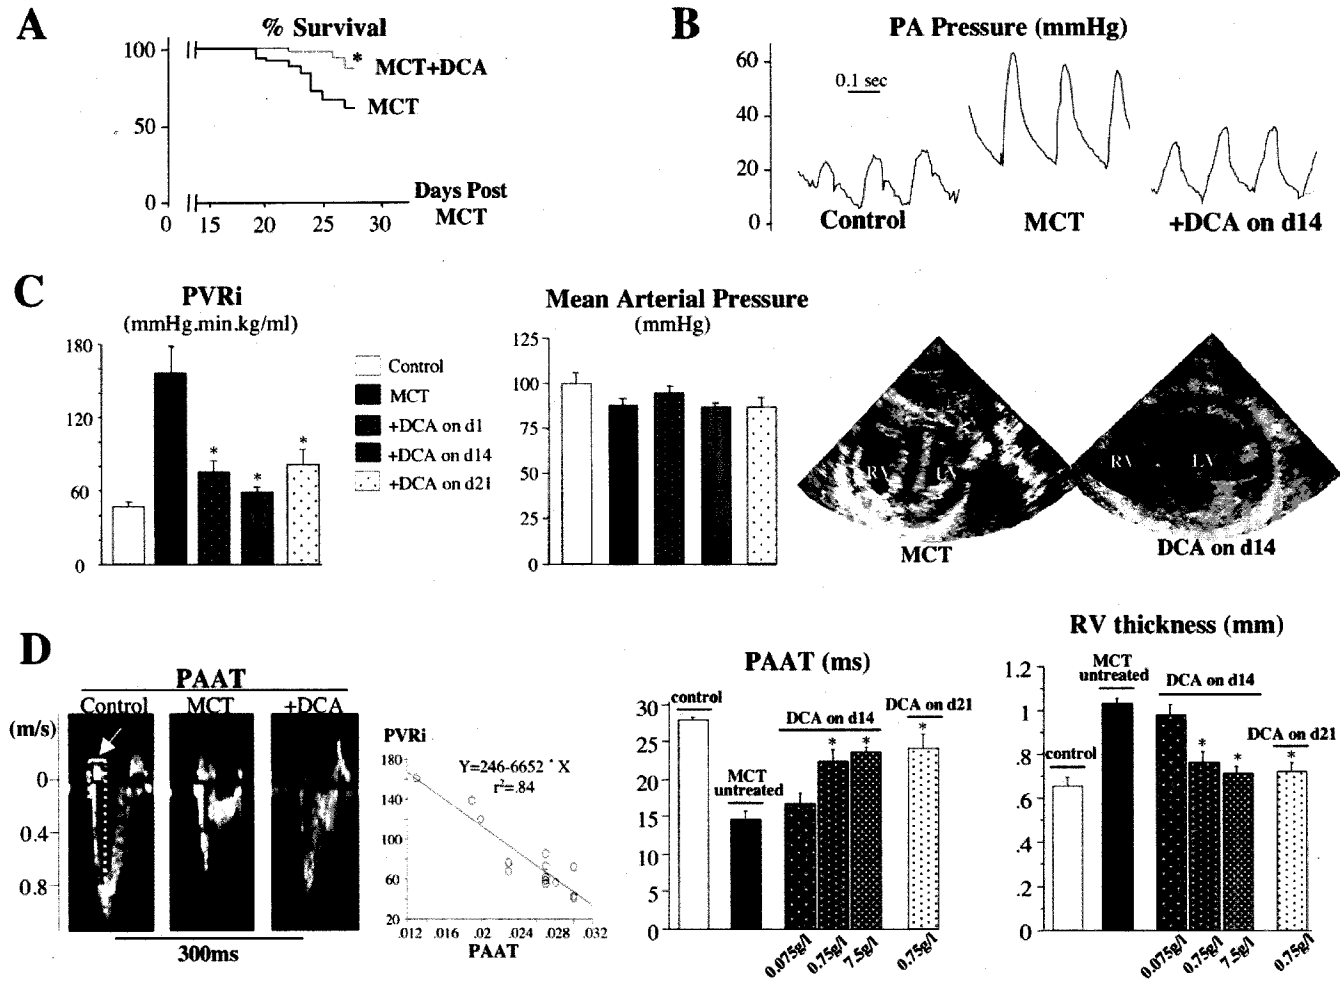 A
% Survival
100
50
0
*
MCT+DCA
MCT
0 15 20 25 30
Days Post
MCT
B
PA Pressure (mmHg)
60
40
20
0
0.1 sec
Control
MCT
+DCA on d14
C
PVRi
(mmHg.min.kg/ml)
180
120
60
0
* * *
Control
MCT
+DCA on d1
+DCA on d14
+DCA on d21
Mean Arterial Pressure
(mmHg)
125
100
75
50
25
0
RV LV
MCT
RV LV
DCA on d14
D
PAAT
Control MCT +DCA
(m/s)
0
0.4
0.8
300ms
PVRi
180
140
100
60
20
Y=246-6652 * X
r²=.84
.012 .016 .02 .024 .028 .032
PAAT
PAAT (ms)
30
25
20
15
10
5
0
control
MCT
untreated
DCA on d14
* *
DCA on d21
*
0.075g/l 0.75g/l 7.5g/l 0.75g/l
RV thickness (mm)
1.2
1
.8
.6
.4
.2
0
control
MCT
untreated
DCA on d14
* *
DCA on d21
*
0.075g/l 0.75g/l 7.5g/l 0.75g/l